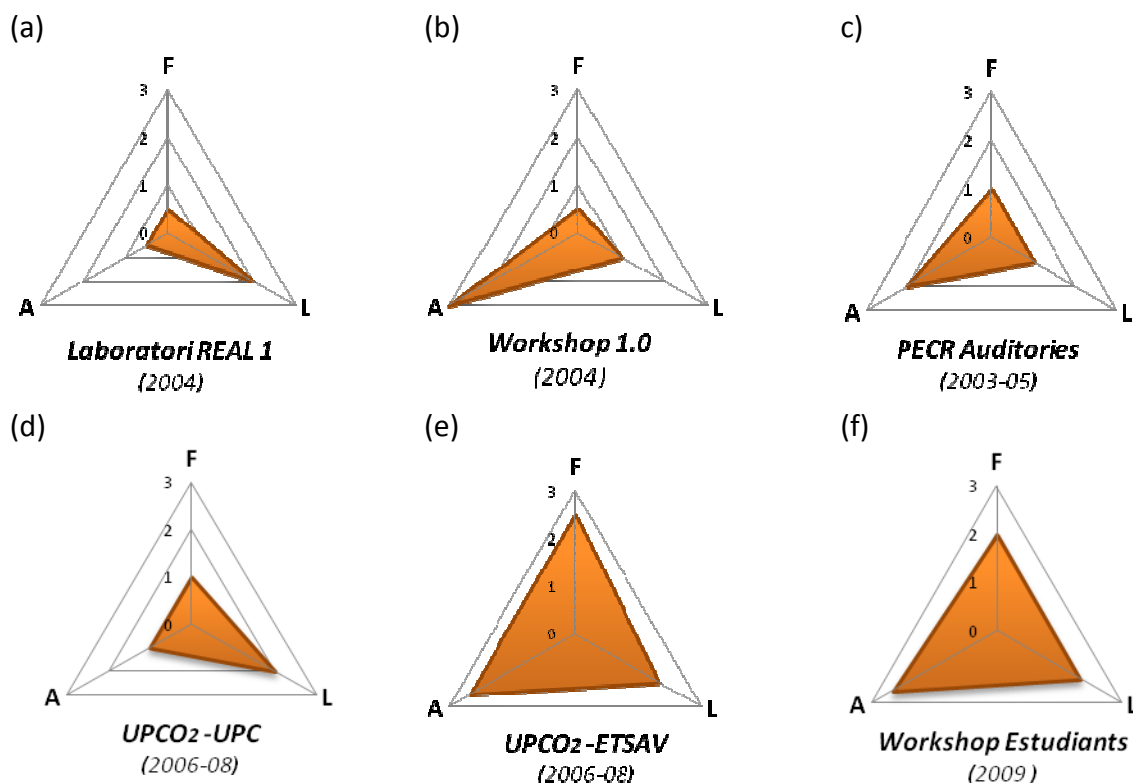 (a)
F
3
2
1
0
A
L
Laboratori REAL 1
(2004)
(b)
F
3
2
1
0
A
L
Workshop 1.0
(2004)
c)
F
3
2
1
0
A
L
PECR Auditories
(2003-05)
(d)
F
3
2
1
0
A
L
UPCO₂-UPC
(2006-08)
(e)
F
3
2
1
0
A
L
UPCO₂-ETSAV
(2006-08)
(f)
F
3
2
1
0
A
L
Workshop Estudiants
(2009)